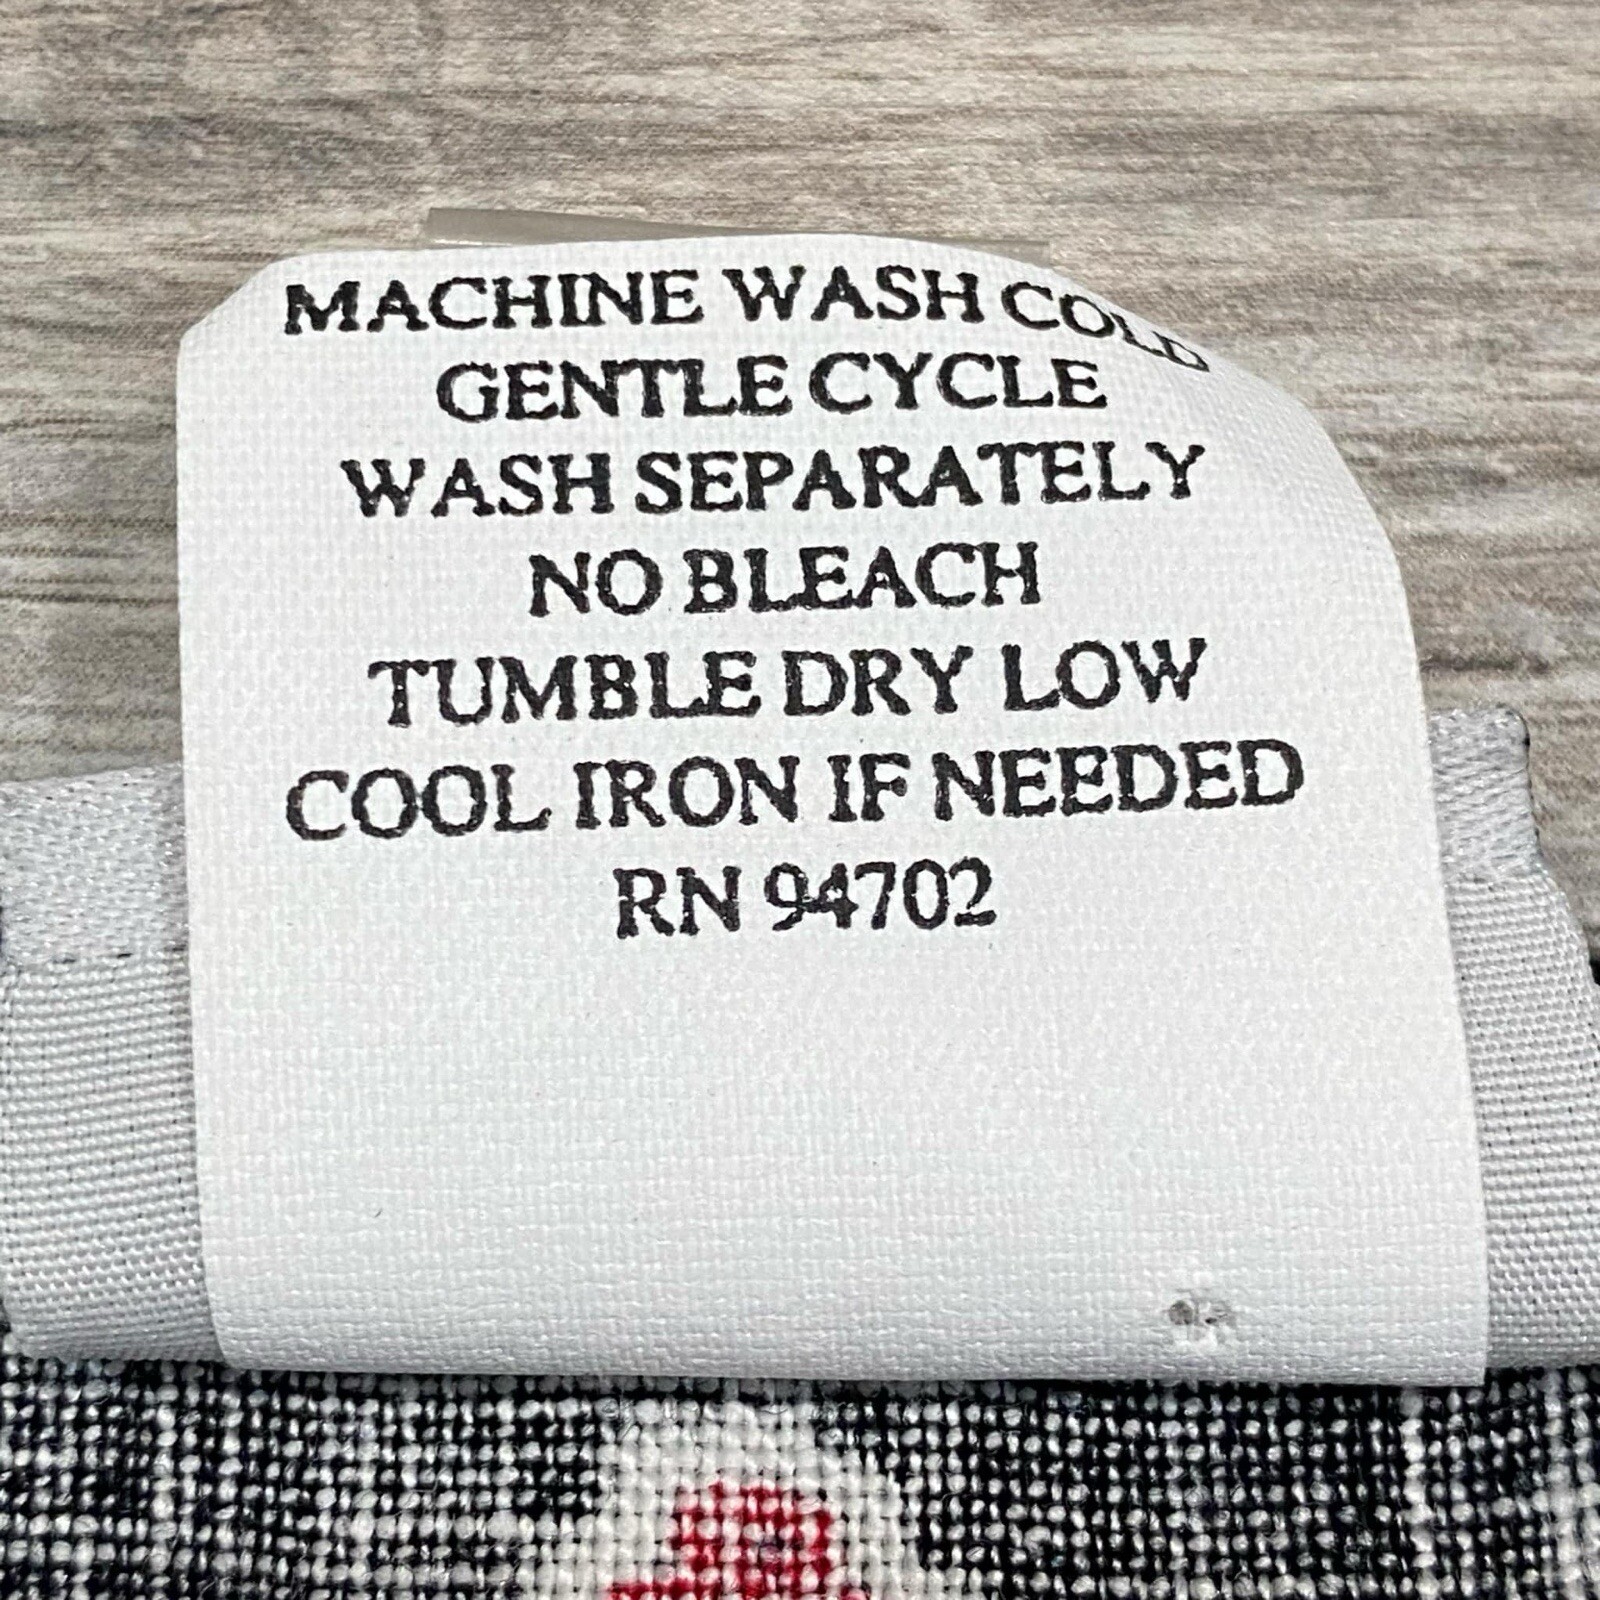 MACHINE WASH COLD
GENTLE CYCLE
WASH SEPARATELY
NO BLEACH
TUMBLE DRY LOW
COOL IRON IF NEEDED
RN 94702